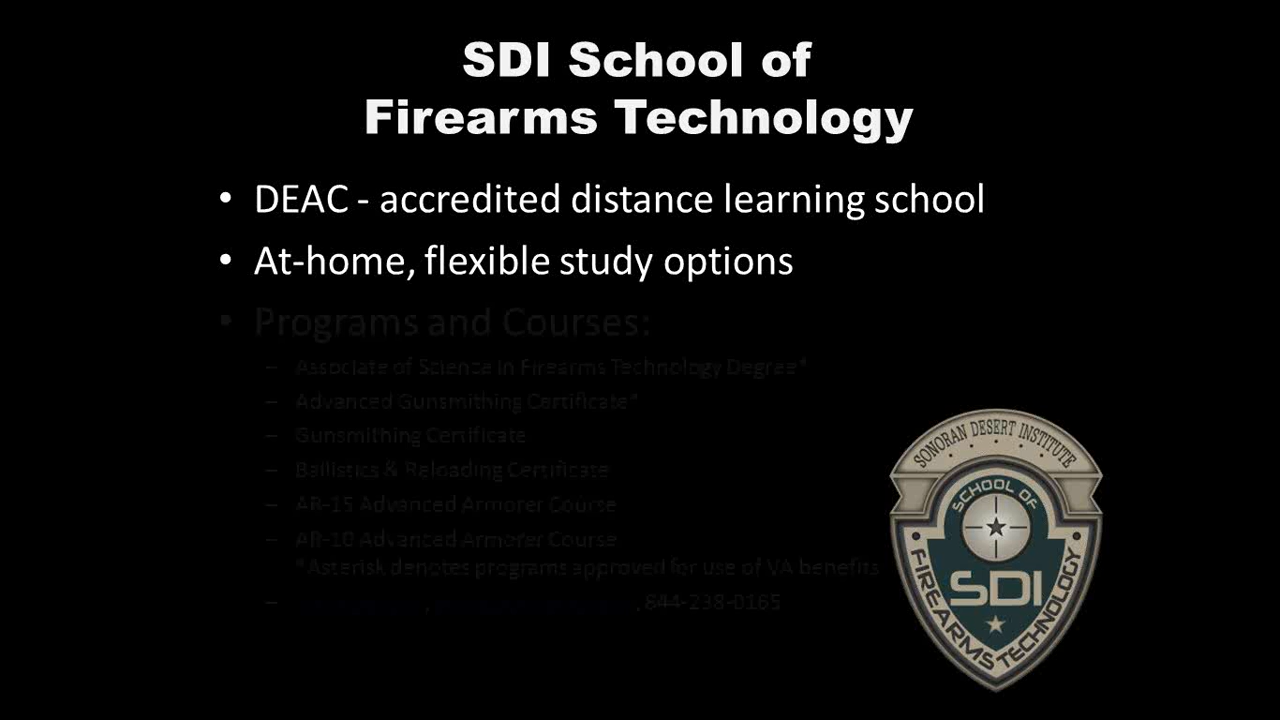 SDI School of
Firearms Technology
• DEAC - accredited distance learning school
• At-home, flexible study options
• Programs and Courses:
– Associate of Science in Firearms Technology Degree*
– Advanced Gunsmithing Certificate*
– Gunsmithing Certificate
– Ballistics & Reloading Certificate
– AR-15 Advanced Armorer Course
– AR-10 Advanced Armorer Course
*Asterisk denotes programs approved for use of VA benefits
– , 844-238-0165
SONORAN DESERT INSTITUTE
SCHOOL OF
SDI
FIREARMS TECHNOLOGY